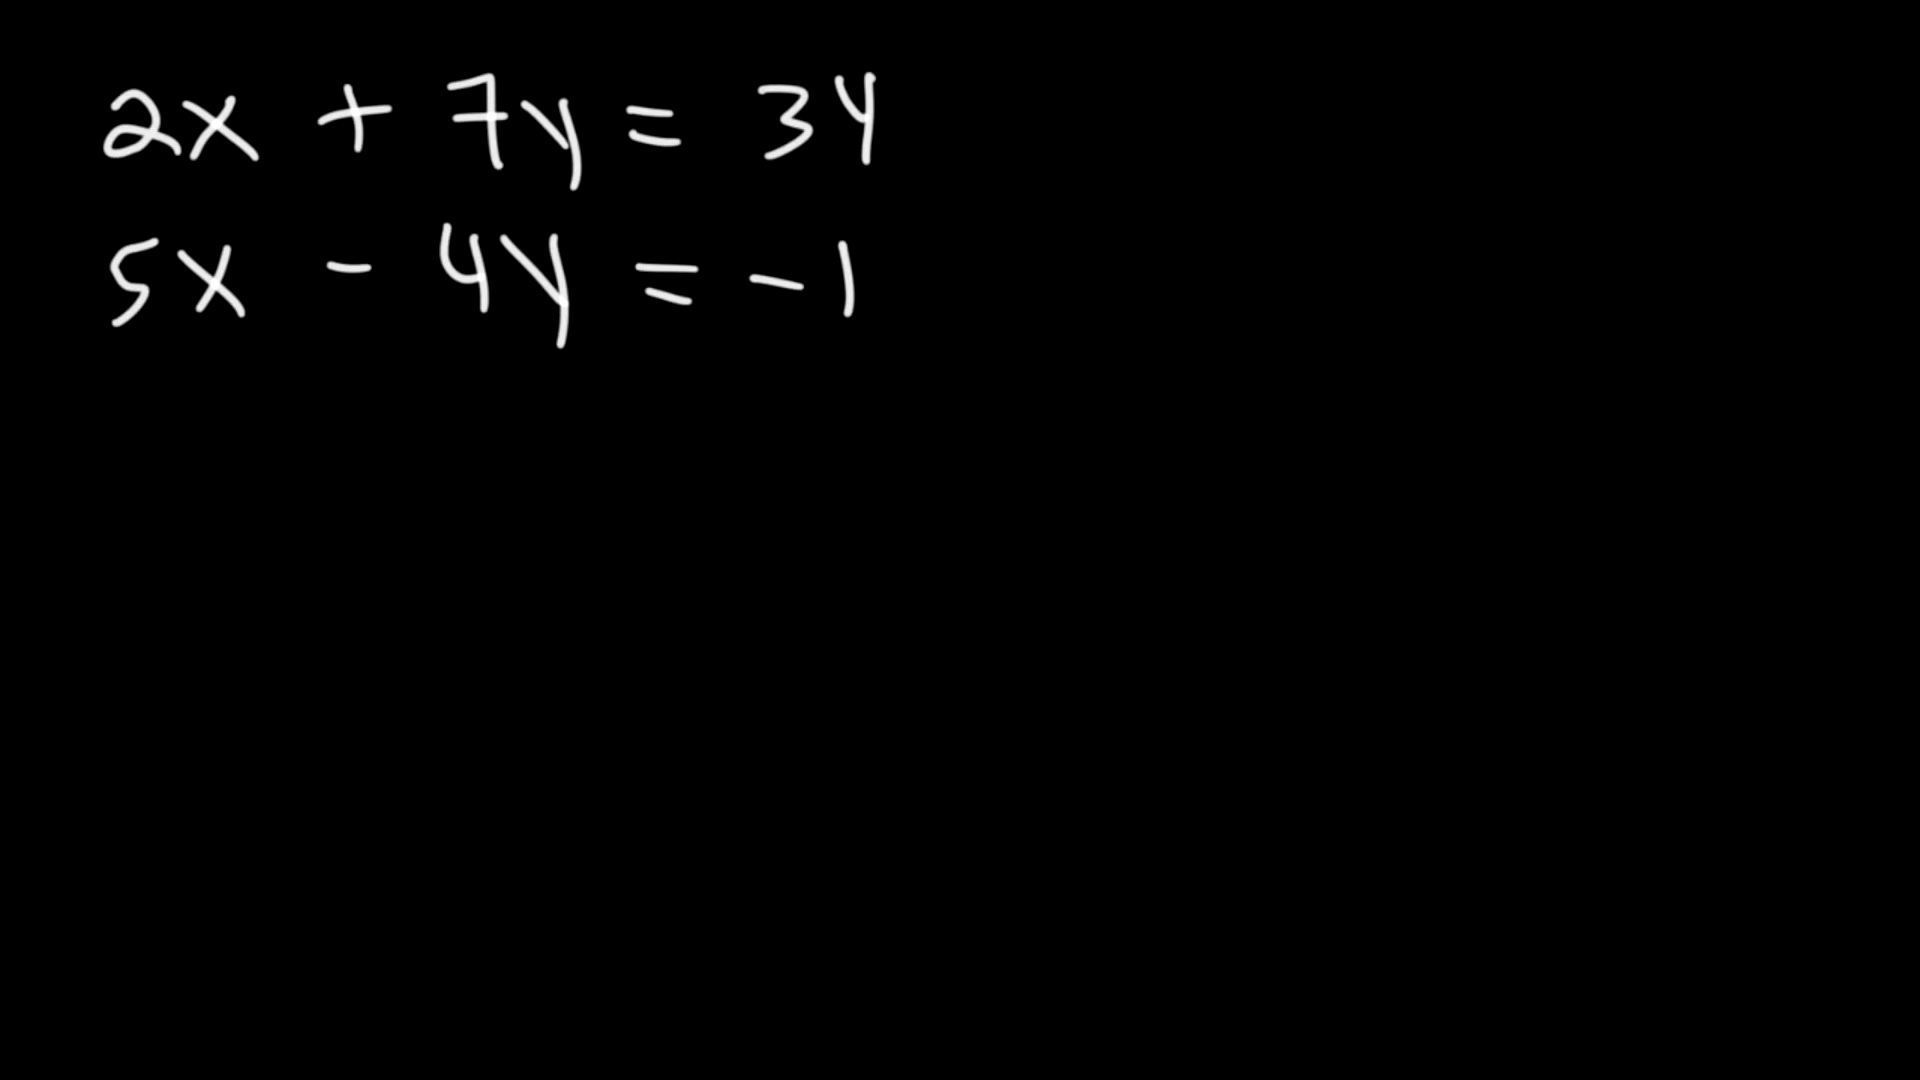 2x + 7y = 34
5x - 4y = -1